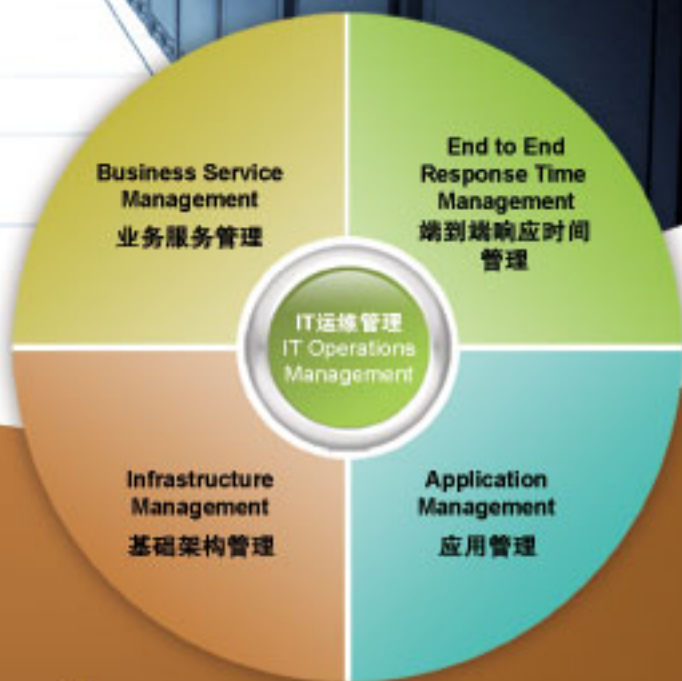 Business Service
Management
业务服务管理
End to End
Response Time
Management
端到端响应时间
管理
IT运维管理
IT Operations
Management
Infrastructure
Management
基础架构管理
Application
Management
应用管理